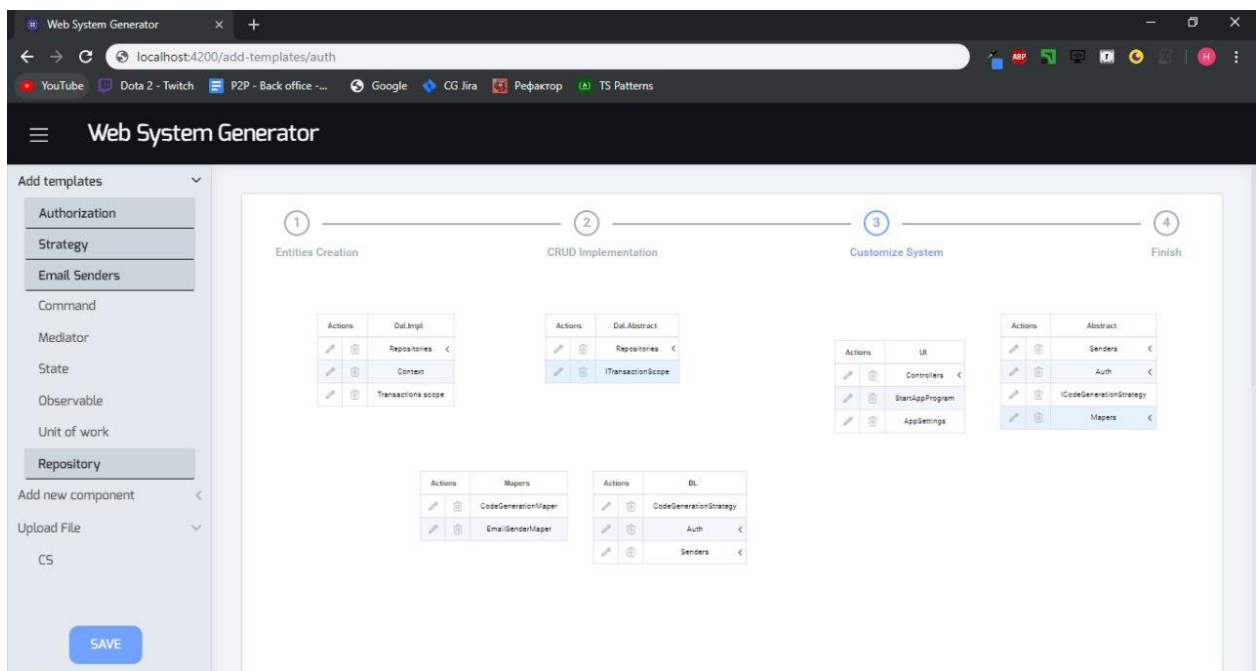 Web System Generator
localhost:4200/add-templates/auth
ABP
H
YouTube Dota 2 - Twitch P2P - Back office -... Google CG Jira Рефактор TS Patterns
Web System Generator
Add templates
Authorization
Strategy
Email Senders
Command
Mediator
State
Observable
Unit of work
Repository
Add new component
Upload File
CS
SAVE
1 2 3 4
Entities Creation CRUD Implementation Customize System Finish
Actions Dal.Impl
Repositories
Context
Transactions scope
Actions Dal.Abstract
Repositories
ITransactionScope
Actions UI
Controllers
StartAppProgram
AppSettings
Actions Abstract
Senders
Auth
ICodeGenerationStrategy
Mapers
Actions Mapers
CodeGenerationMaper
EmailSenderMaper
Actions BL
CodeGenerationStrategy
Auth
Senders